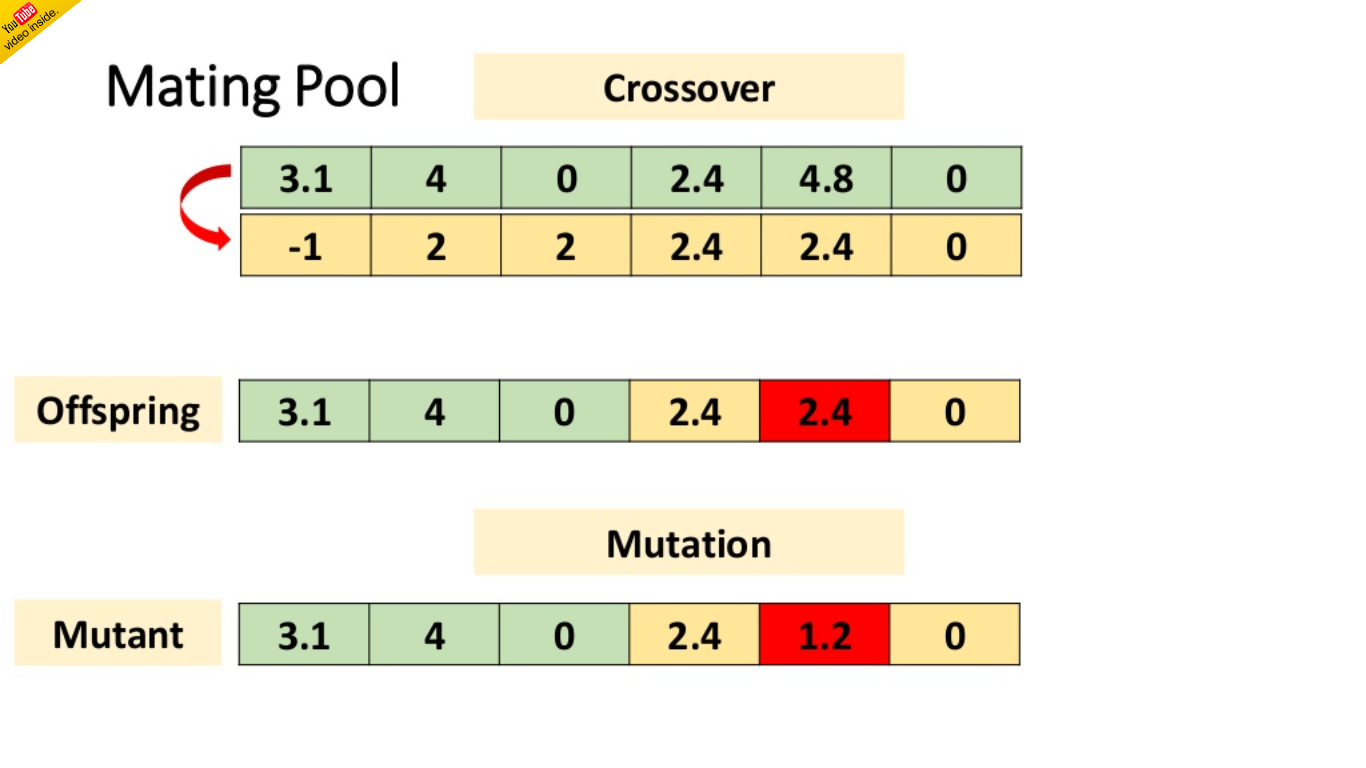 YouTube
video inside.
Mating Pool
Crossover
3.1 4 0 2.4 4.8 0
-1 2 2 2.4 2.4 0
Offspring 3.1 4 0 2.4 2.4 0
Mutation
Mutant 3.1 4 0 2.4 1.2 0